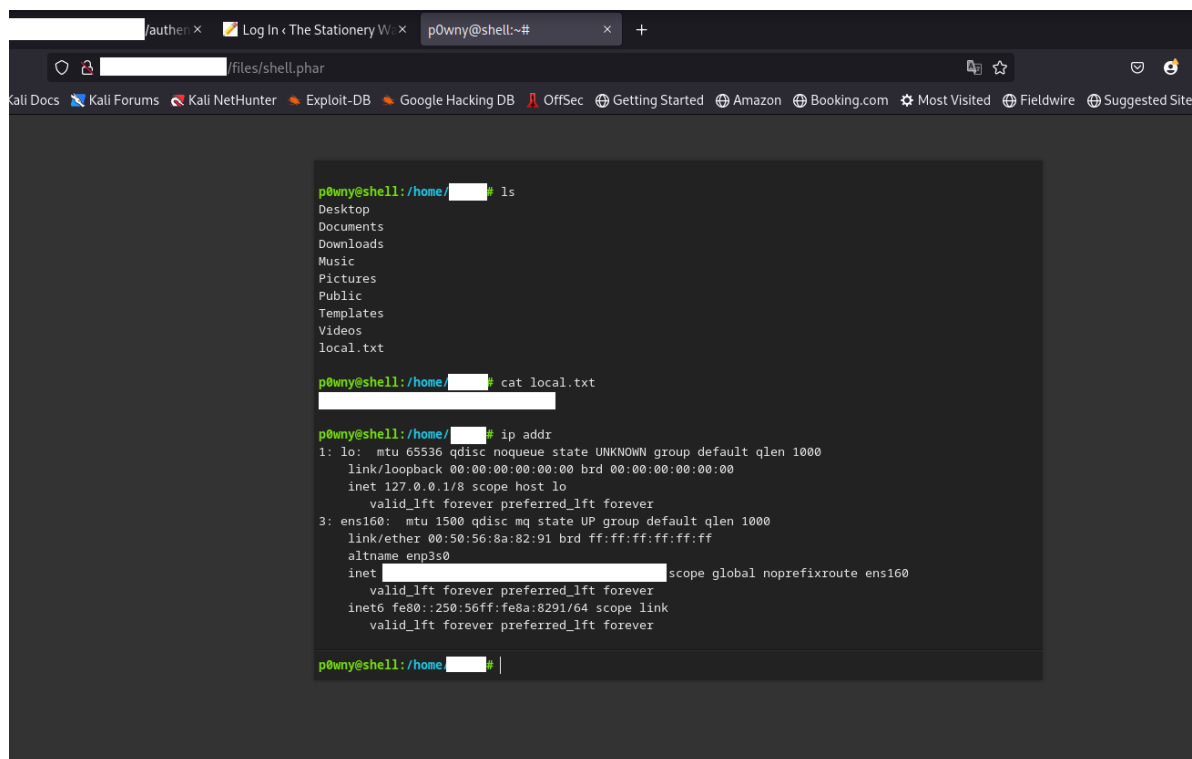 /authen
Log In ‹ The Stationery Wa
p0wny@shell:~#
/files/shell.phar
Kali Docs Kali Forums Kali NetHunter Exploit-DB Google Hacking DB OffSec Getting Started Amazon Booking.com Most Visited Fieldwire Suggested Site
p0wny@shell:/home/ # ls
Desktop
Documents
Downloads
Music
Pictures
Public
Templates
Videos
local.txt
p0wny@shell:/home/ # cat local.txt
p0wny@shell:/home/ # ip addr
1: lo: mtu 65536 qdisc noqueue state UNKNOWN group default qlen 1000
link/loopback 00:00:00:00:00:00 brd 00:00:00:00:00:00
inet 127.0.0.1/8 scope host lo
valid_lft forever preferred_lft forever
3: ens160: mtu 1500 qdisc mq state UP group default qlen 1000
link/ether 00:50:56:8a:82:91 brd ff:ff:ff:ff:ff:ff
altname enp3s0
inet scope global noprefixroute ens160
valid_lft forever preferred_lft forever
inet6 fe80::250:56ff:fe8a:8291/64 scope link
valid_lft forever preferred_lft forever
p0wny@shell:/home/ #